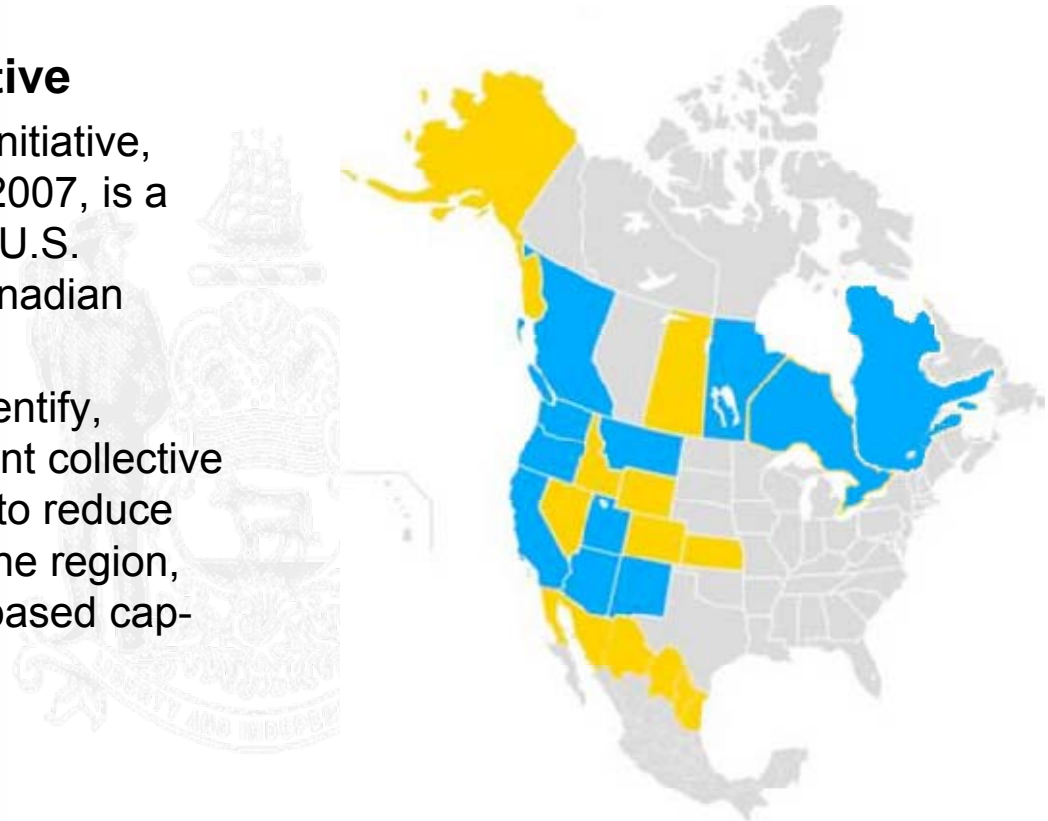 tive
nitiative,
2007, is a
U.S.
nadian
entify,
nt collective
to reduce
he region,
based cap-